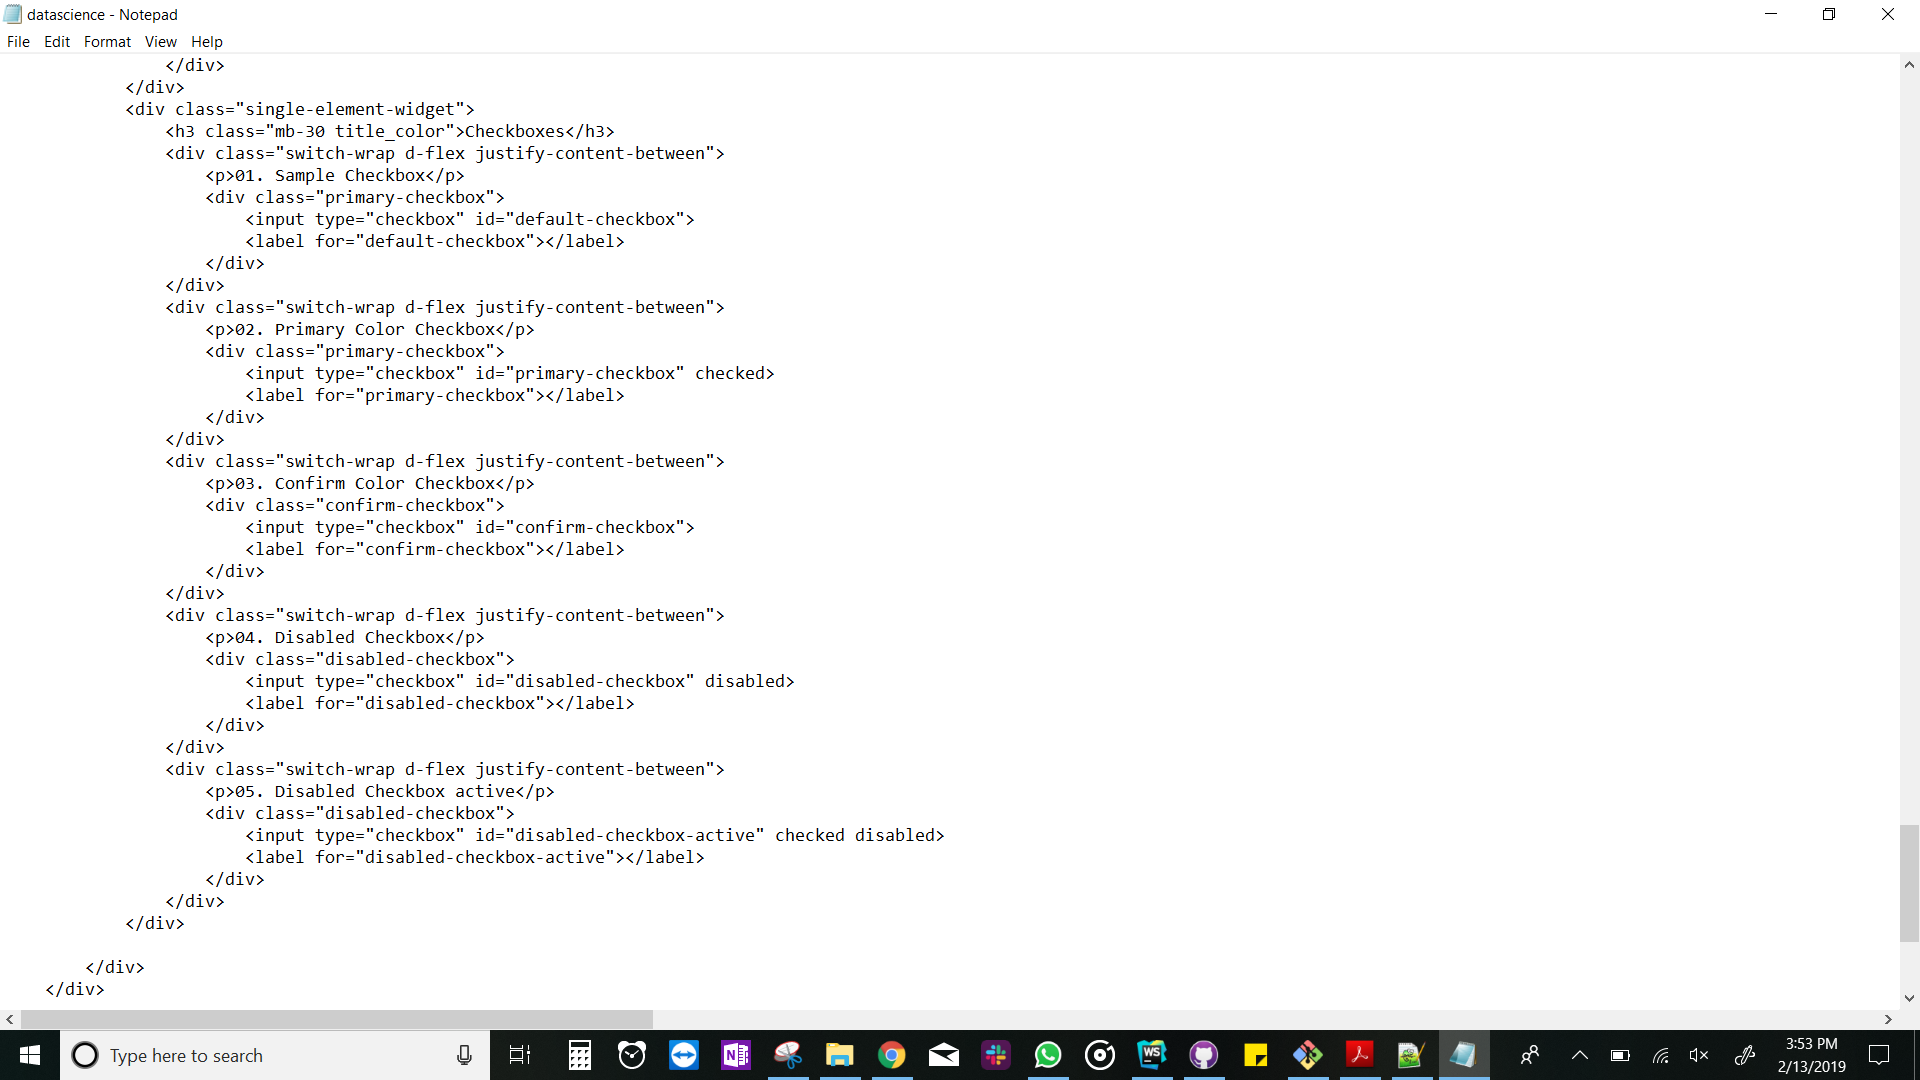 datascience - Notepad
File Edit Format View Help
</div>
</div>
<div class="single-element-widget">
<h3 class="mb-30 title_color">Checkboxes</h3>
<div class="switch-wrap d-flex justify-content-between">
<p>01. Sample Checkbox</p>
<div class="primary-checkbox">
<input type="checkbox" id="default-checkbox">
<label for="default-checkbox"></label>
</div>
</div>
<div class="switch-wrap d-flex justify-content-between">
<p>02. Primary Color Checkbox</p>
<div class="primary-checkbox">
<input type="checkbox" id="primary-checkbox" checked>
<label for="primary-checkbox"></label>
</div>
</div>
<div class="switch-wrap d-flex justify-content-between">
<p>03. Confirm Color Checkbox</p>
<div class="confirm-checkbox">
<input type="checkbox" id="confirm-checkbox">
<label for="confirm-checkbox"></label>
</div>
</div>
<div class="switch-wrap d-flex justify-content-between">
<p>04. Disabled Checkbox</p>
<div class="disabled-checkbox">
<input type="checkbox" id="disabled-checkbox" disabled>
<label for="disabled-checkbox"></label>
</div>
</div>
<div class="switch-wrap d-flex justify-content-between">
<p>05. Disabled Checkbox active</p>
<div class="disabled-checkbox">
<input type="checkbox" id="disabled-checkbox-active" checked disabled>
<label for="disabled-checkbox-active"></label>
</div>
</div>
</div>
</div>
</div>
Type here to search
N
WS
3:53 PM
2/13/2019